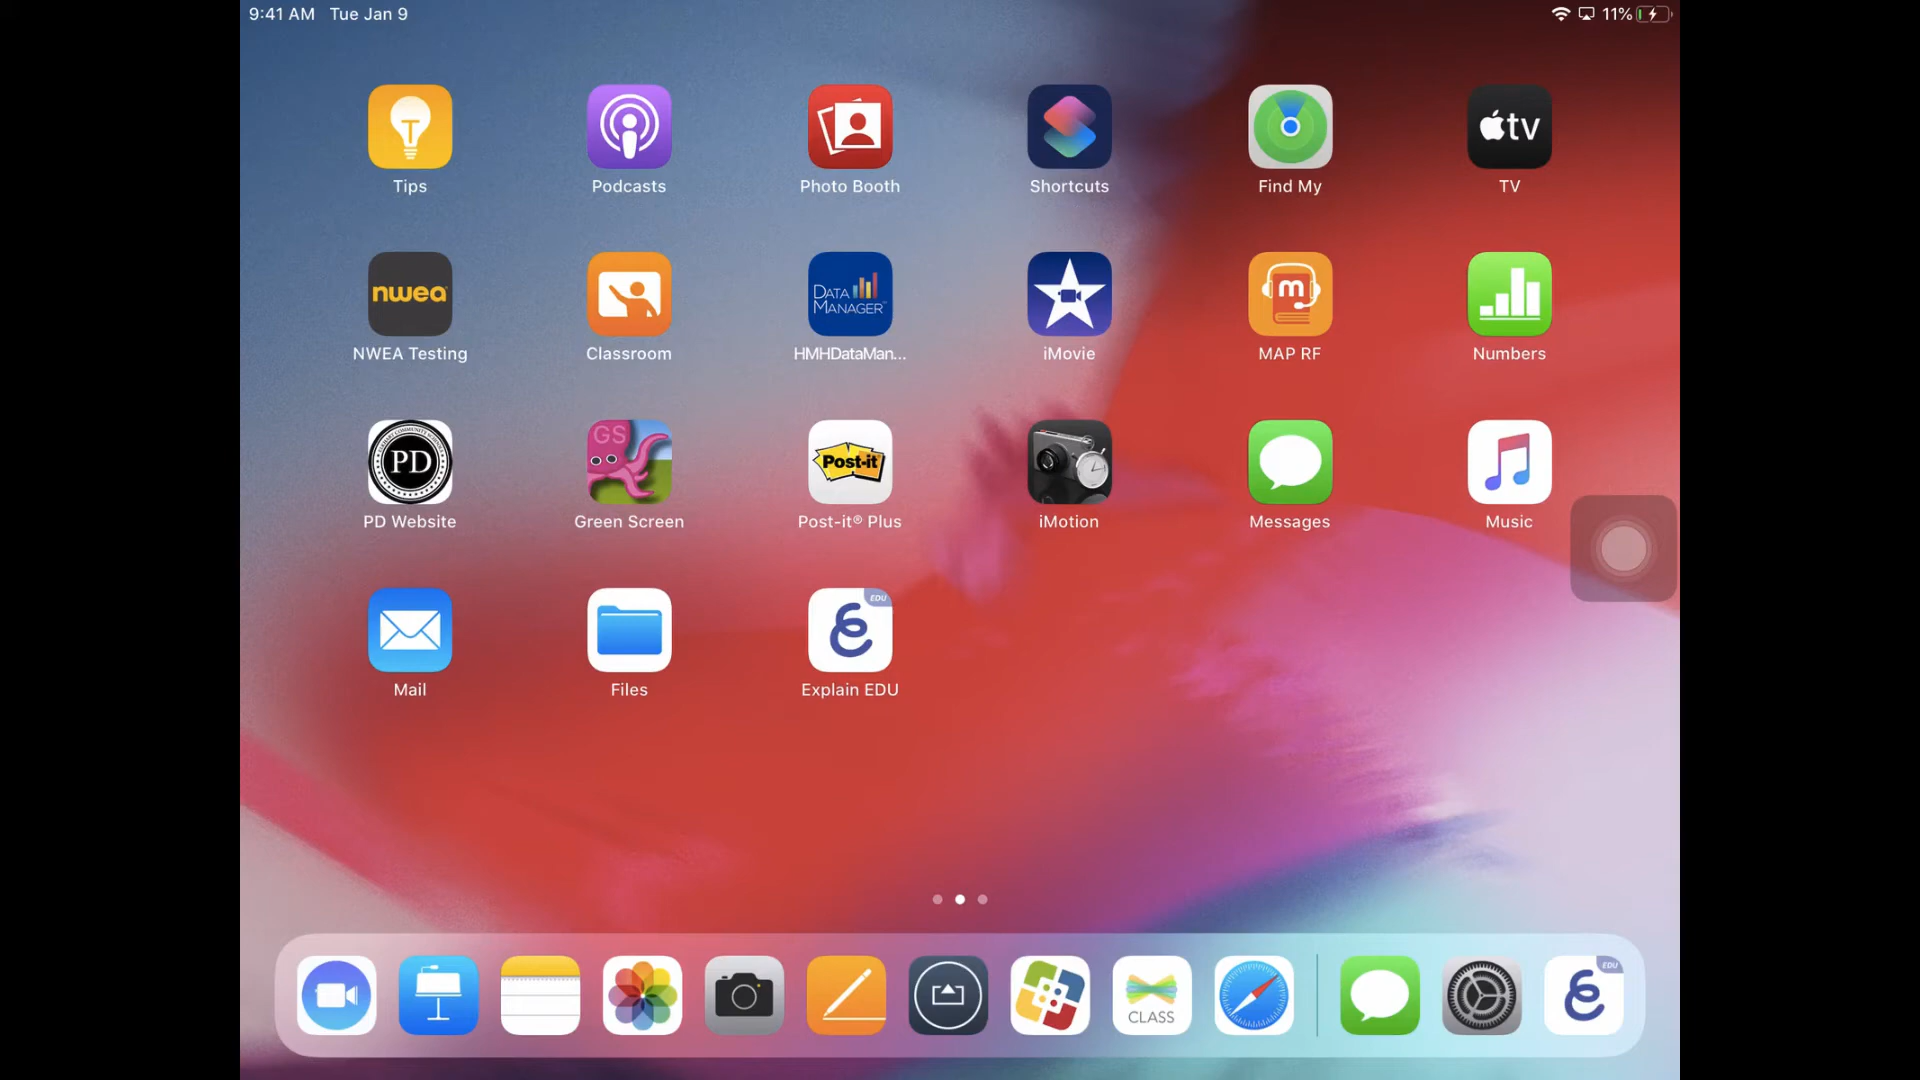 9:41 AM Tue Jan 9
11%
tv
Tips
Podcasts
Photo Booth
Shortcuts
Find My
TV
nwea
DATA
MANAGER
m
NWEA Testing
Classroom
HMHDataMan...
iMovie
MAP RF
Numbers
PD
GS
Post-it
PD Website
Green Screen
Post-it® Plus
iMotion
Messages
Music
EDU
Mail
Files
Explain EDU
CLASS
EDU